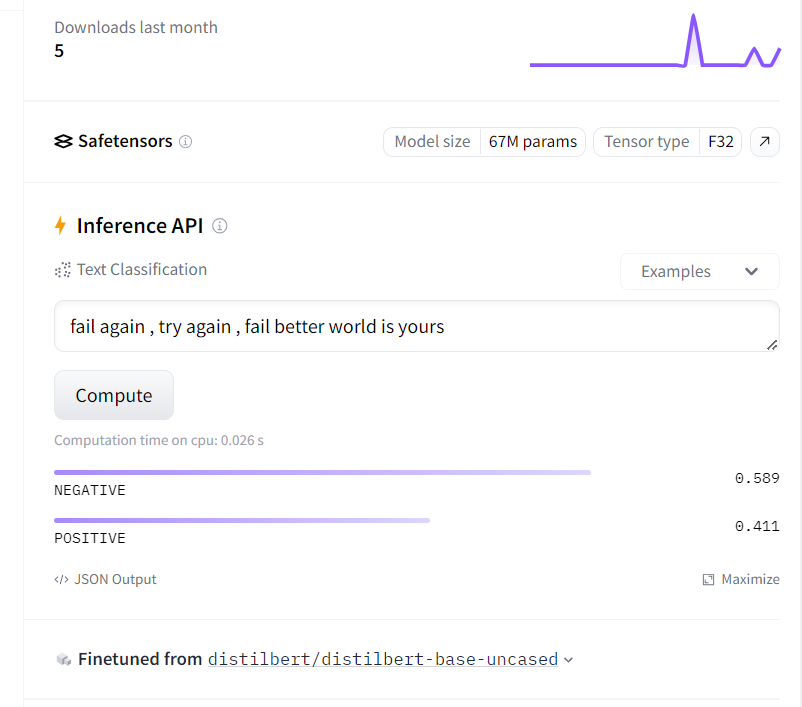 Downloads last month
5
Safetensors
Model size 67M params Tensor type F32
Inference API
Text Classification
Examples
fail again , try again , fail better world is yours
Compute
Computation time on cpu: 0.026 s
NEGATIVE 0.589
POSITIVE 0.411
</> JSON Output Maximize
Finetuned from distilbert/distilbert-base-uncased